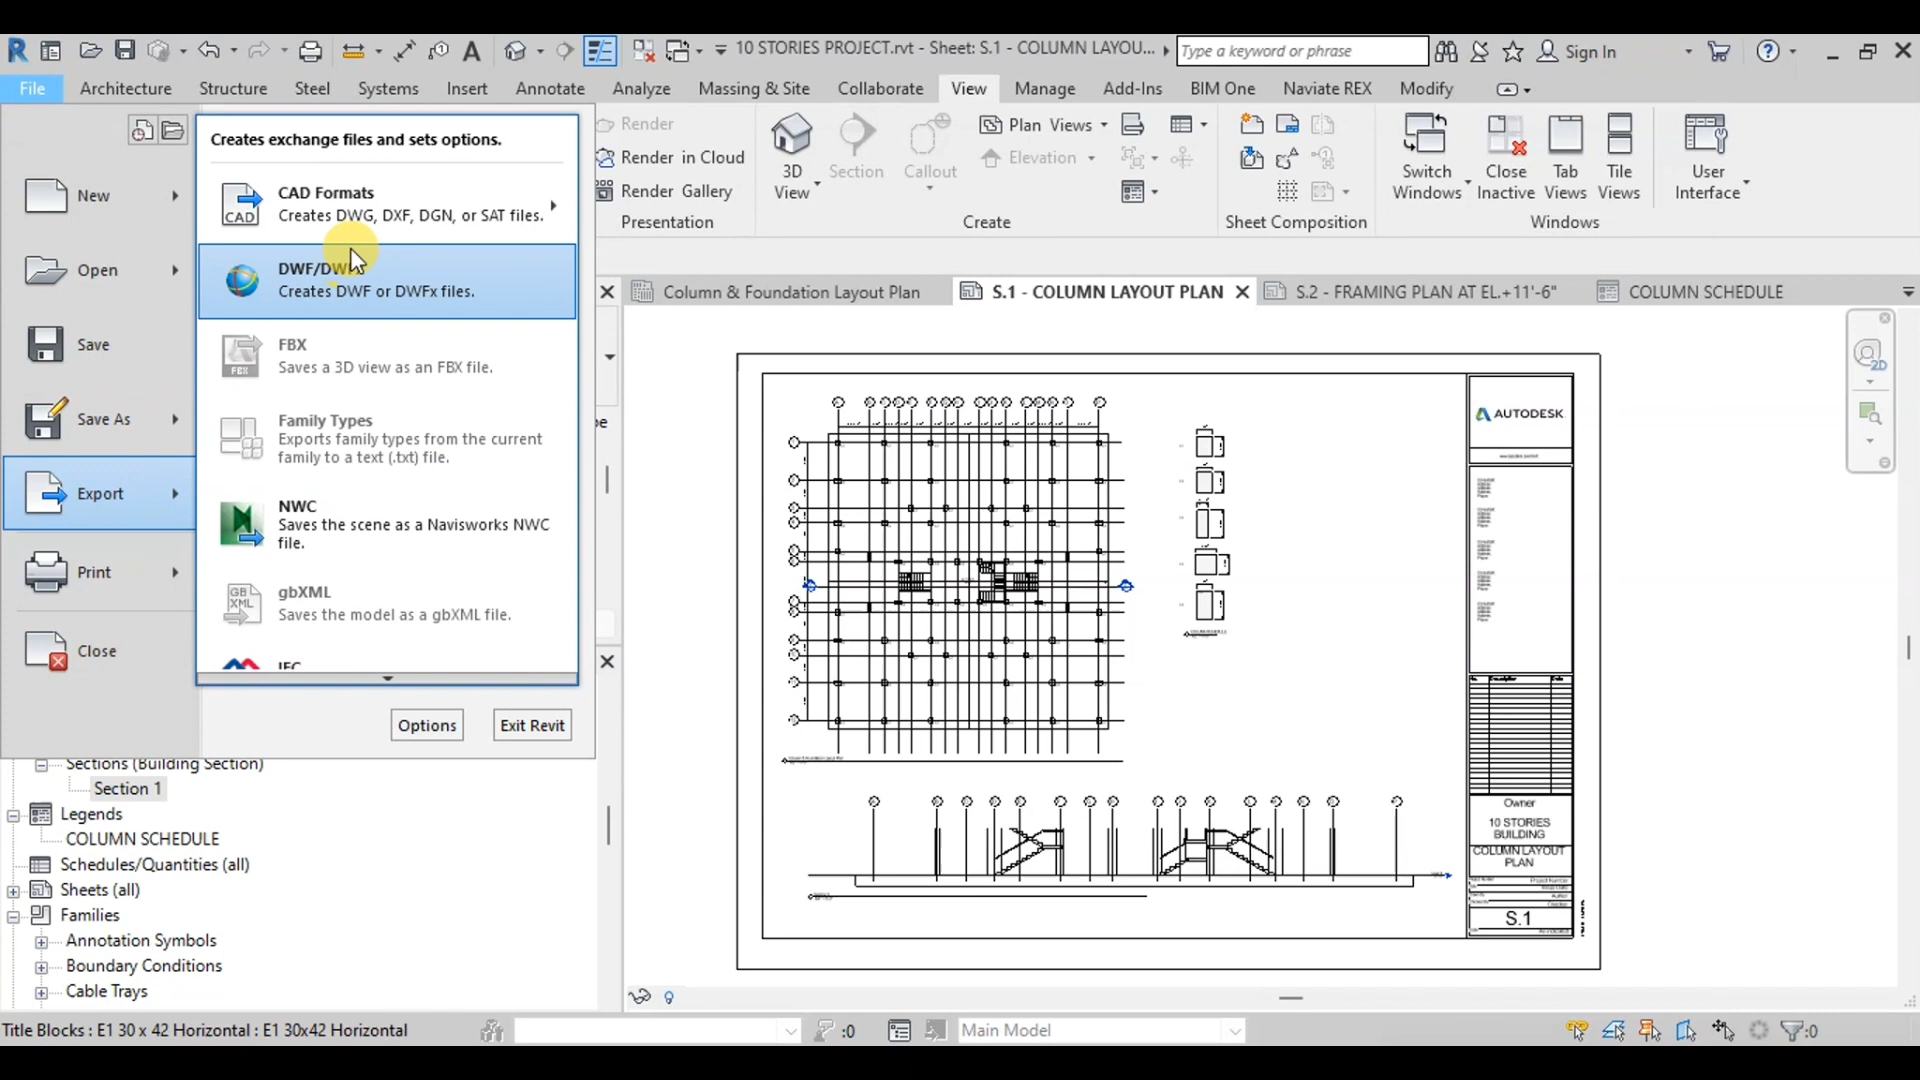 10 STORIES PROJECT.rvt - Sheet: S.1 - COLUMN LAYOU...
Type a keyword or phrase
Sign In
File
Architecture
Structure
Steel
Systems
Insert
Annotate
Analyze
Massing & Site
Collaborate
View
Manage
Add-Ins
BIM One
Naviate REX
Modify
Creates exchange files and sets options.
CAD
CAD Formats
Creates DWG, DXF, DGN, or SAT files.
Creates DWF or DWFx files.
FBX
FBX
Saves a 3D view as an FBX file.
Family Types
Exports family types from the current
family to a text (.txt) file.
NWC
Saves the scene as a Navisworks NWC
file.
GB
XML
gbXML
Saves the model as a gbXML file.
IFC
New
Open
Save
Save As
Export
Print
Close
Options
Exit Revit
Render
Render in Cloud
Render Gallery
Presentation
3D
View
Section
Callout
Plan Views
Elevation
Create
Sheet Composition
Switch
Windows
Close
Inactive
Tab
Views
Tile
Views
Windows
User
Interface
Column & Foundation Layout Plan
S.1 - COLUMN LAYOUT PLAN
S.2 - FRAMING PLAN AT EL.+11'-6"
COLUMN SCHEDULE
2D
AUTODESK
Owner
10 STORIES
BUILDING
COLUMN LAYOUT
PLAN
S.1
Sections (Building Section)
Section 1
Legends
COLUMN SCHEDULE
Schedules/Quantities (all)
Sheets (all)
Families
Annotation Symbols
Boundary Conditions
Cable Trays
Title Blocks : E1 30 x 42 Horizontal : E1 30x42 Horizontal
:0
Main Model
:0